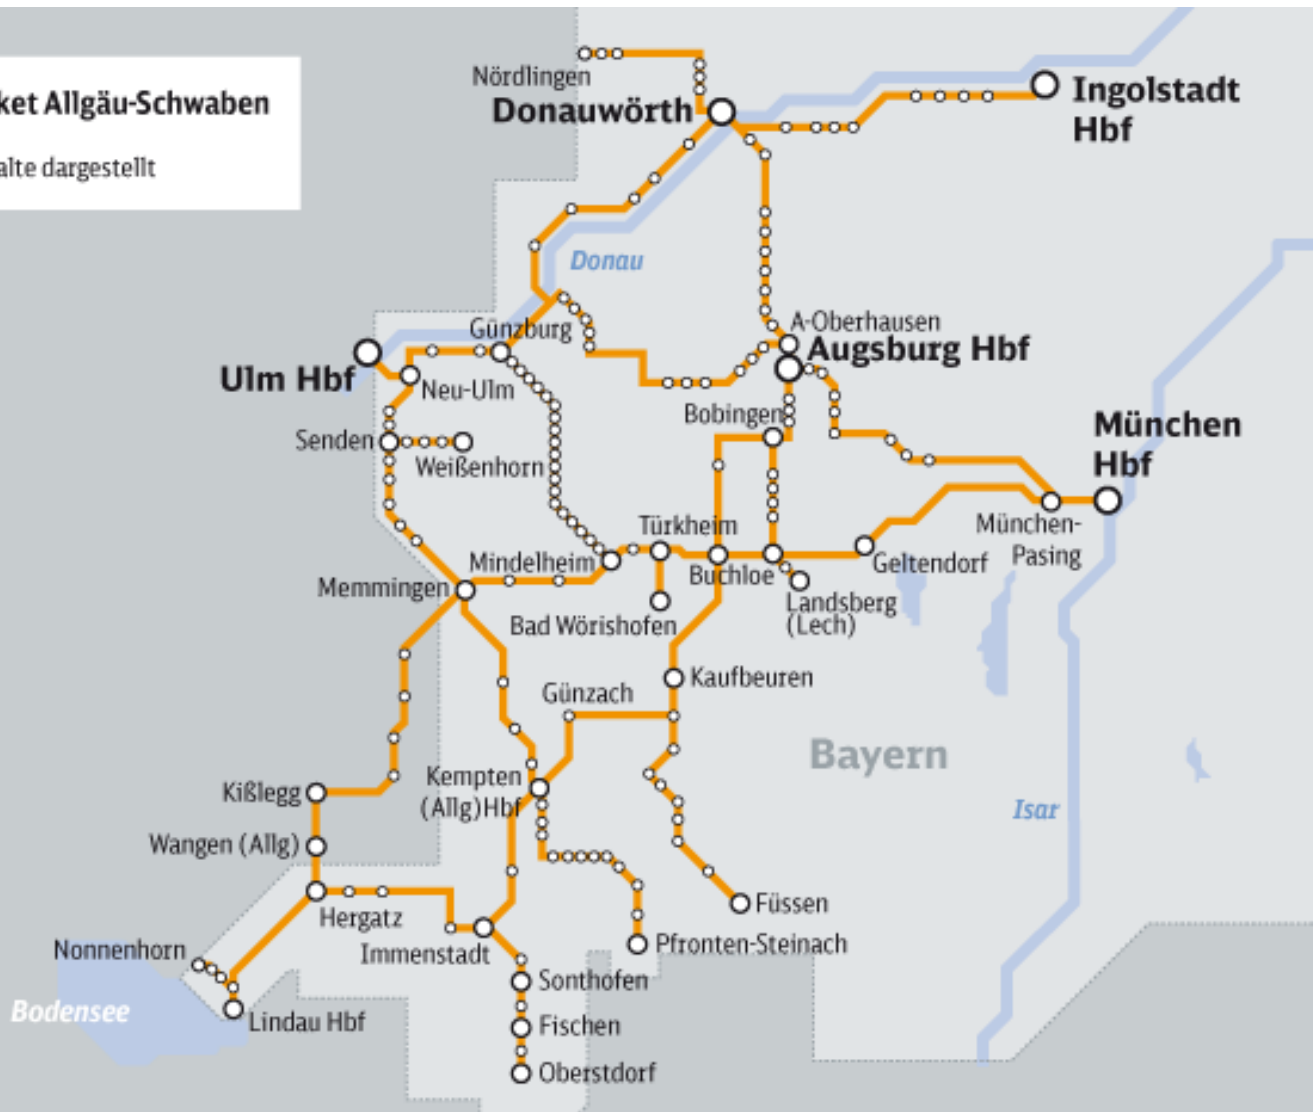 ket Allgäu-Schwaben
alte dargestellt
Nördlingen
Donauwörth
Ingolstadt
Hbf
Donau
Günzburg
A-Oberhausen
Augsburg Hbf
Ulm Hbf
Neu-Ulm
Bobingen
Senden
Weißenhorn
München
Hbf
Türkheim
München-
Pasing
Mindelheim
Buchloe
Geltendorf
Memmingen
Bad Wörishofen
Landsberg
(Lech)
Kaufbeuren
Günzach
Bayern
Kempten
(Allg)Hbf
Kißlegg
Isar
Wangen (Allg)
Füssen
Hergatz
Immenstadt
Pfronten-Steinach
Nonnenhorn
Sonthofen
Bodensee
Lindau Hbf
Fischen
Oberstdorf